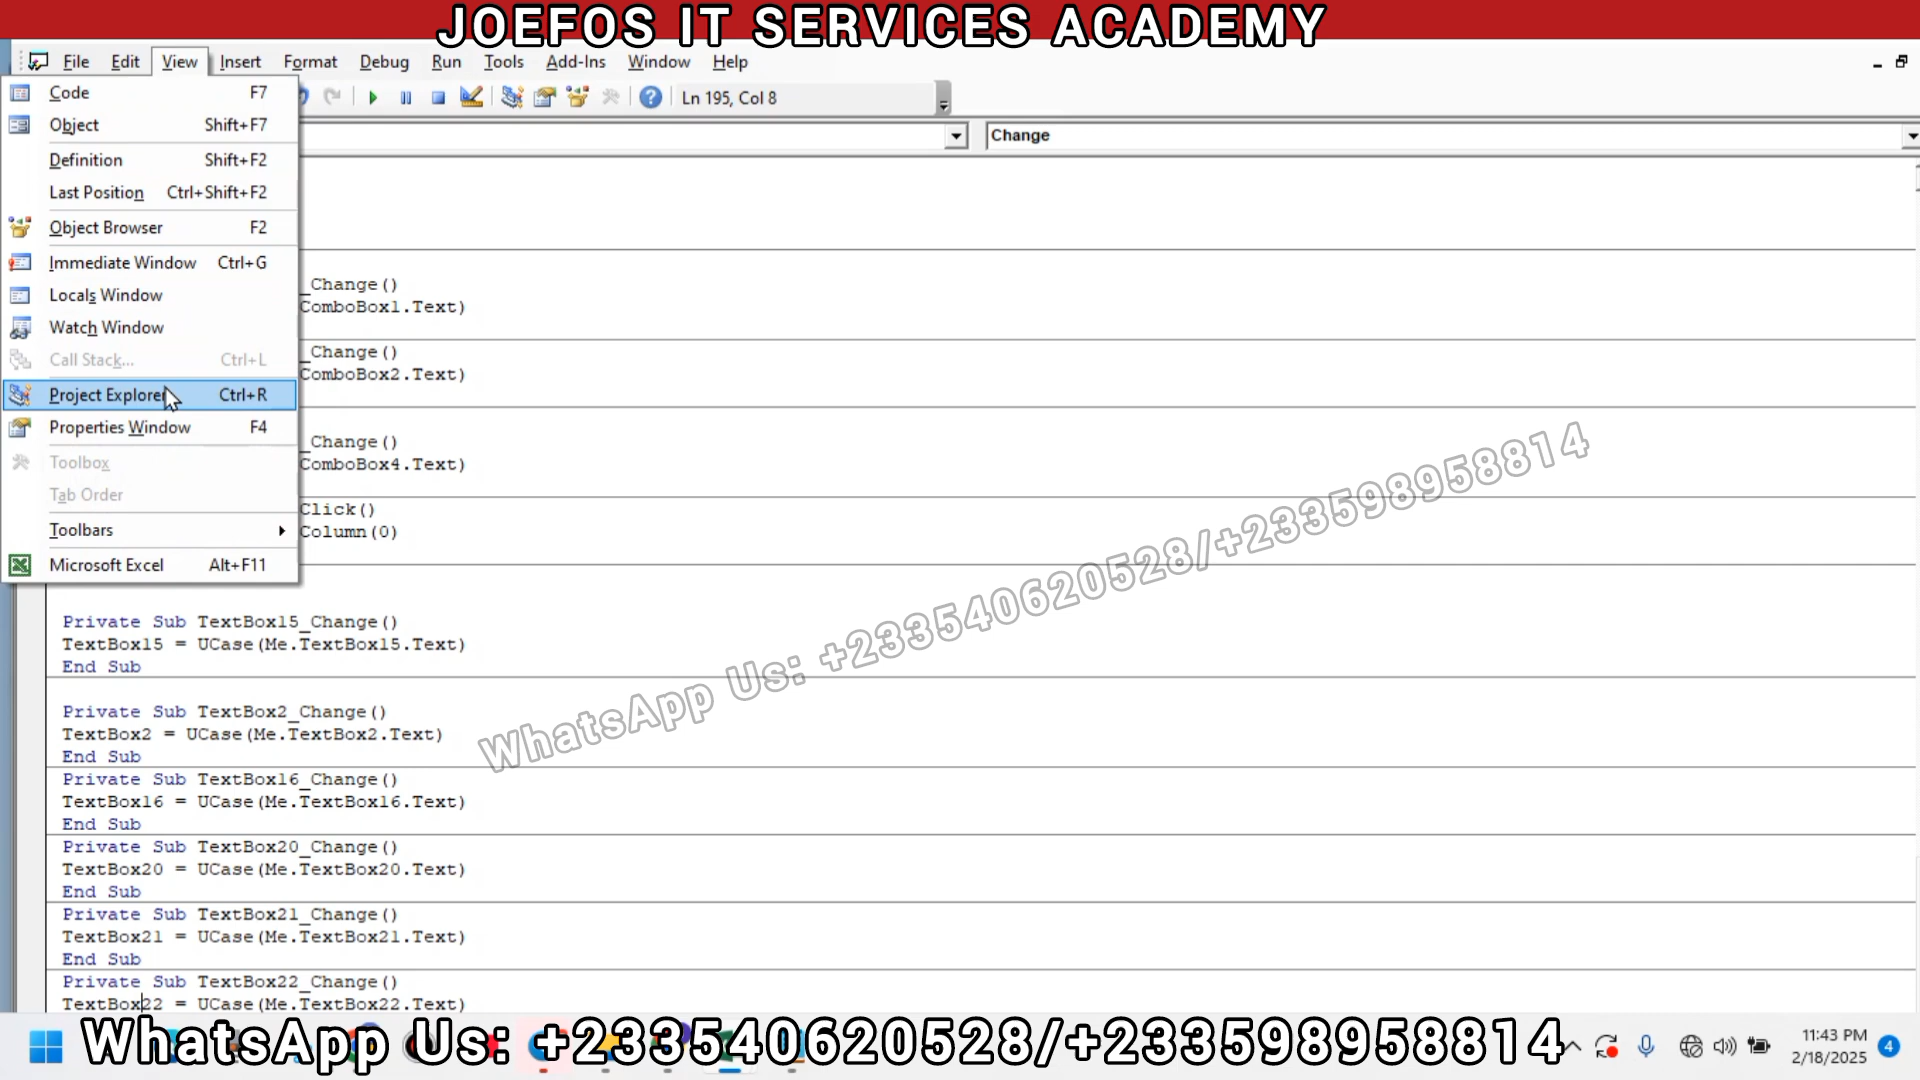 JOEFOS IT SERVICES ACADEMY
File Edit View Insert Format Debug Run Tools Add-Ins Window Help
Ln 195, Col 8
Change
Code F7
Object Shift+F7
Definition Shift+F2
Last Position Ctrl+Shift+F2
Object Browser F2
Immediate Window Ctrl+G
Locals Window
Watch Window
Call Stack... Ctrl+L
Project Explorer Ctrl+R
Properties Window F4
Toolbox
Tab Order
Toolbars
Microsoft Excel Alt+F11
_Change()
ComboBox1.Text)
_Change()
ComboBox2.Text)
_Change()
ComboBox4.Text)
Click()
Column(0)
Private Sub TextBox15_Change()
TextBox15 = UCase(Me.TextBox15.Text)
End Sub
Private Sub TextBox2_Change()
TextBox2 = UCase(Me.TextBox2.Text)
End Sub
Private Sub TextBox16_Change()
TextBox16 = UCase(Me.TextBox16.Text)
End Sub
Private Sub TextBox20_Change()
TextBox20 = UCase(Me.TextBox20.Text)
End Sub
Private Sub TextBox21_Change()
TextBox21 = UCase(Me.TextBox21.Text)
End Sub
Private Sub TextBox22_Change()
TextBox22 = UCase(Me.TextBox22.Text)
WhatsApp Us: +233540620528/+233598958814
WhatsApp Us: +233540620528/+233598958814
11:43 PM
2/18/2025
4